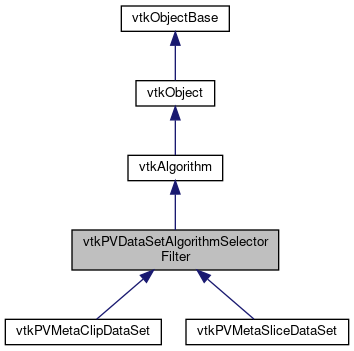 vtkObjectBase
vtkObject
vtkAlgorithm
vtkPVDataSetAlgorithmSelector
Filter
vtkPVMetaClipDataSet
vtkPVMetaSliceDataSet